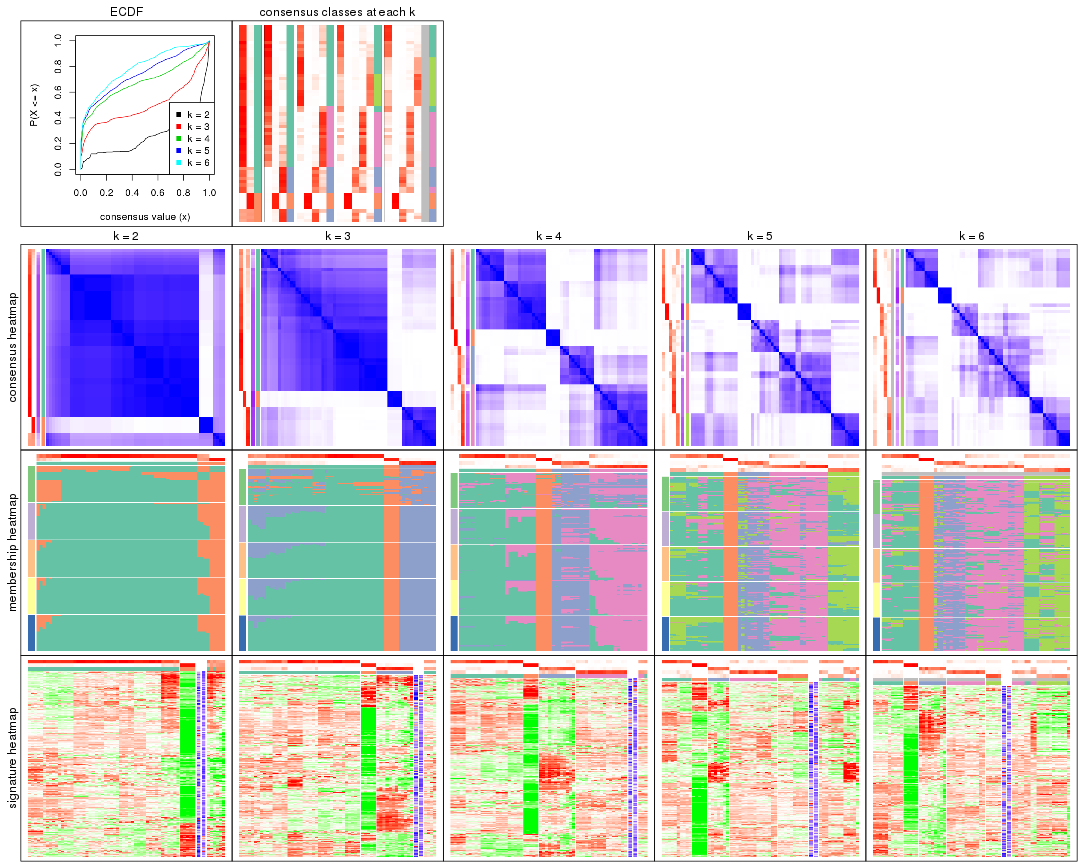 ECDF
consensus classes at each k
P(X <= x)
0.0 0.2 0.4 0.6 0.8 1.0
k = 2
k = 3
k = 4
k = 5
k = 6
0.0 0.2 0.4 0.6 0.8 1.0
consensus value (x)
k = 2 k = 3 k = 4 k = 5 k = 6
consensus heatmap
membership heatmap
signature heatmap